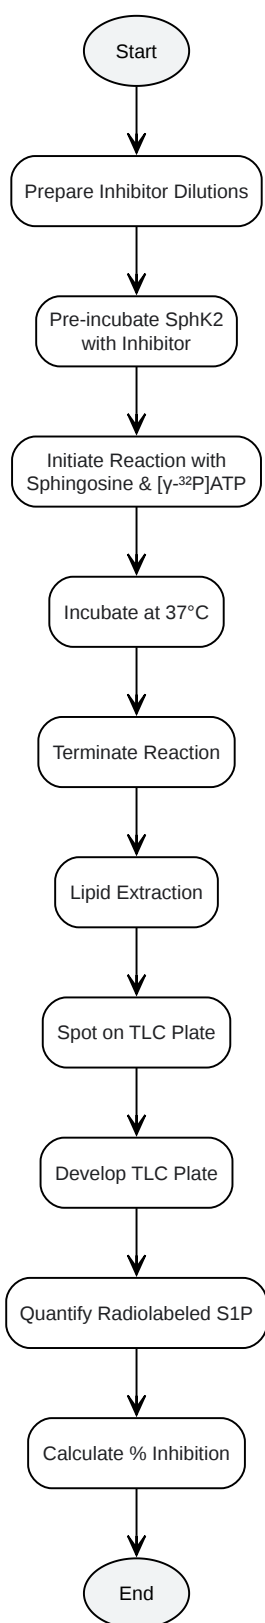 Start
Prepare Inhibitor Dilutions
Pre-incubate SphK2
with Inhibitor
Initiate Reaction with
Sphingosine & [γ-³²P]ATP
Incubate at 37°C
Terminate Reaction
Lipid Extraction
Spot on TLC Plate
Develop TLC Plate
Quantify Radiolabeled S1P
Calculate % Inhibition
End